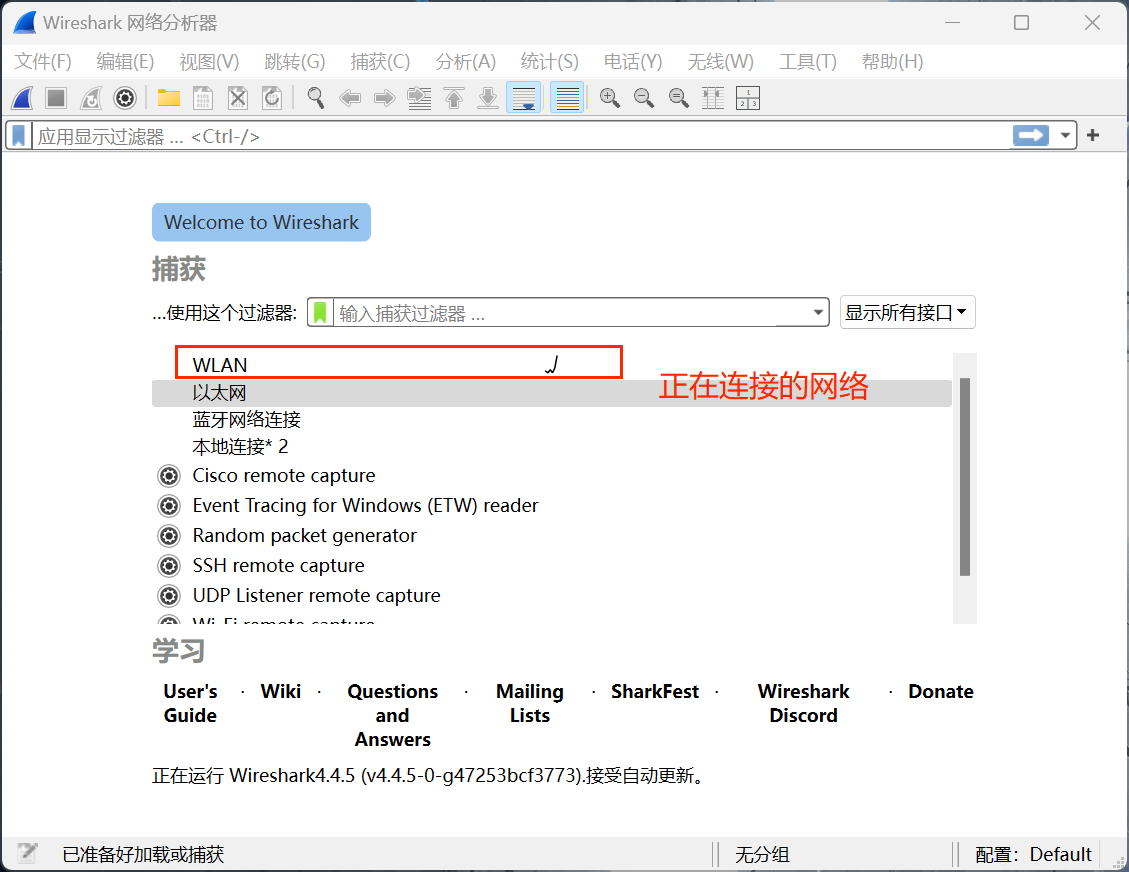 Wireshark 网络分析器
文件(F) 编辑(E) 视图(V) 跳转(G) 捕获(C) 分析(A) 统计(S) 电话(Y) 无线(W) 工具(T) 帮助(H)
应用显示过滤器 … <Ctrl-/>
Welcome to Wireshark
捕获
…使用这个过滤器: 输入捕获过滤器 … 显示所有接口
WLAN
正在连接的网络
以太网
蓝牙网络连接
本地连接* 2
Cisco remote capture
Event Tracing for Windows (ETW) reader
Random packet generator
SSH remote capture
UDP Listener remote capture
Wi-Fi remote capture
学习
User's Guide · Wiki · Questions and Answers · Mailing Lists · SharkFest · Wireshark Discord · Donate
正在运行 Wireshark4.4.5 (v4.4.5-0-g47253bcf3773).接受自动更新。
已准备好加载或捕获 无分组 配置：Default